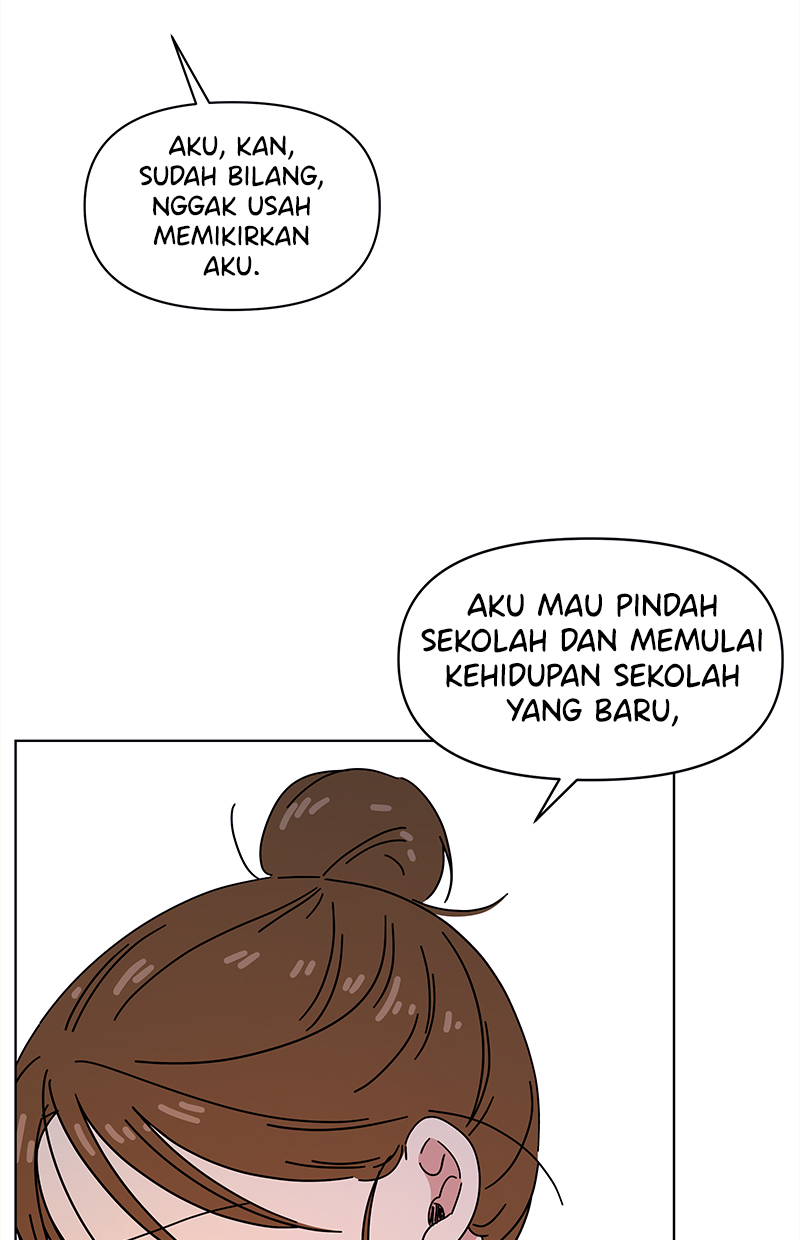 AKU, KAN,
SUDAH BILANG,
NGGAK USAH
MEMIKIRKAN
AKU.
AKU MAU PINDAH
SEKOLAH DAN MEMULAI
KEHIDUPAN SEKOLAH
YANG BARU,